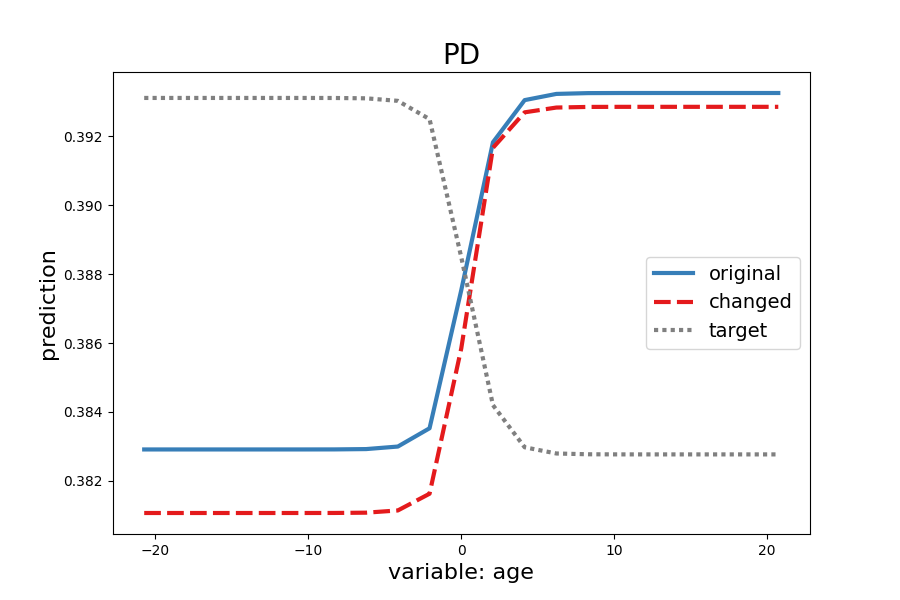 PD
prediction
0.392
0.390
0.388
0.386
0.384
0.382
original
changed
target
−20
−10
0
10
20
variable: age